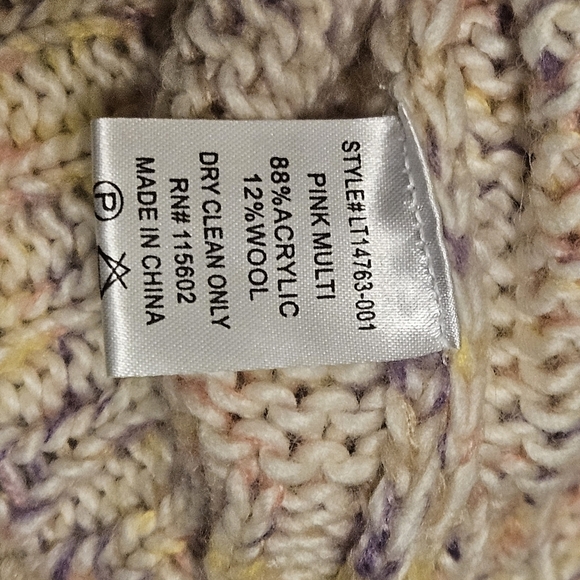 STYLE# LT14763-001
PINK MULTI
88%ACRYLIC
12%WOOL
DRY CLEAN ONLY
RN# 115602
MADE IN CHINA
P